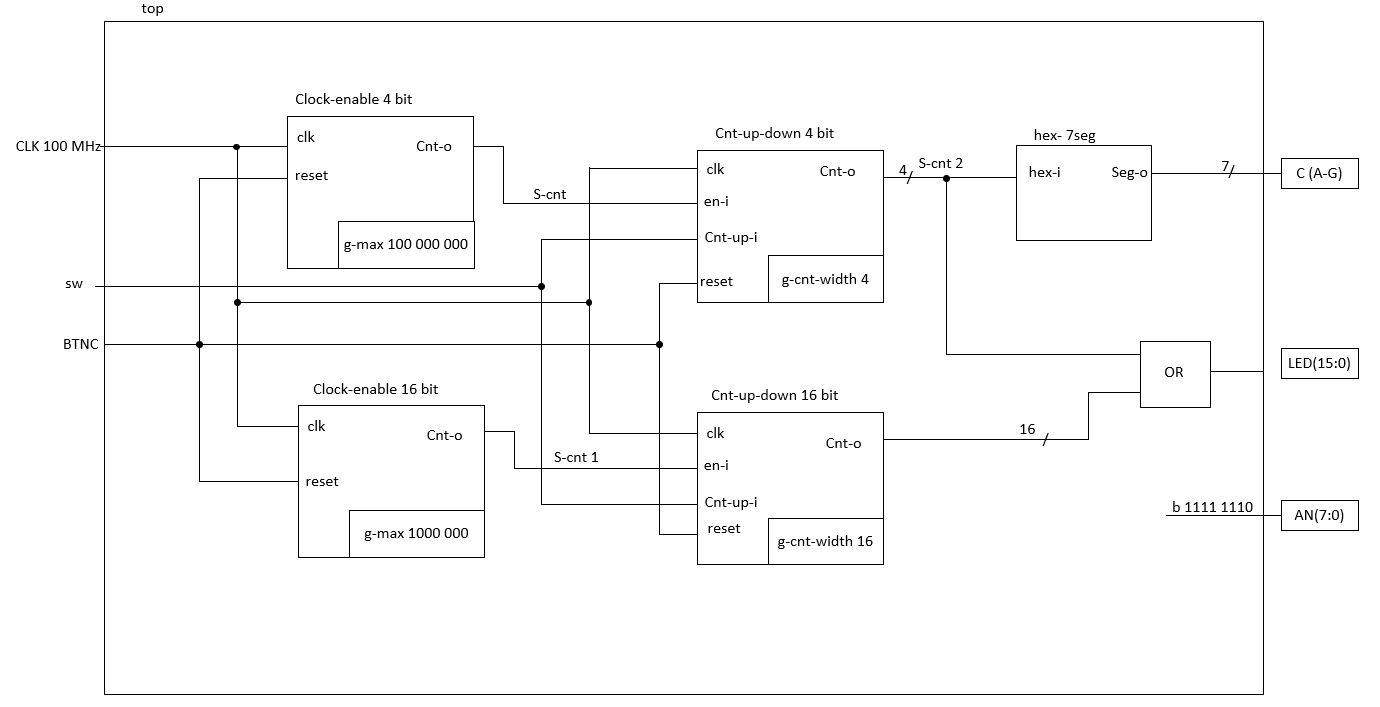 top
Clock-enable 4 bit
CLK 100 MHz
clk
Cnt-o
reset
g-max 100 000 000
S-cnt
Cnt-up-down 4 bit
clk
Cnt-o
en-i
Cnt-up-i
reset
g-cnt-width 4
4/
S-cnt 2
hex- 7seg
hex-i
Seg-o
7/
C (A-G)
sw
BTNC
Clock-enable 16 bit
clk
Cnt-o
reset
g-max 1000 000
S-cnt 1
Cnt-up-down 16 bit
clk
Cnt-o
en-i
Cnt-up-i
reset
g-cnt-width 16
16 /
OR
LED(15:0)
b 1111 1110
AN(7:0)